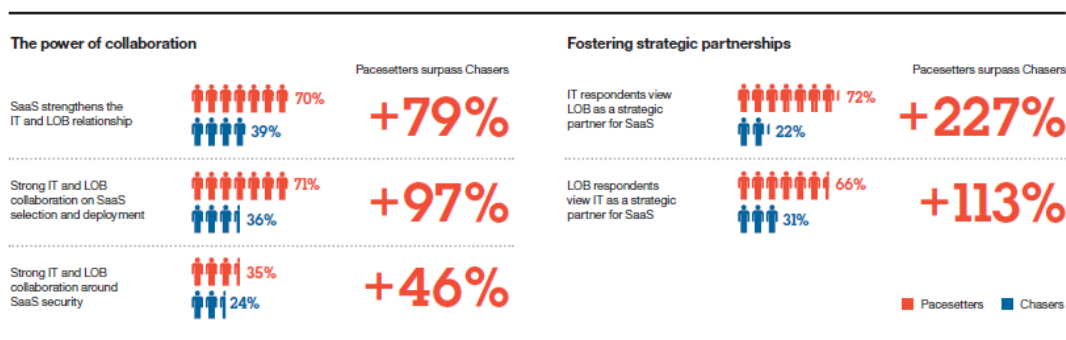 The power of collaboration
Pacesetters surpass Chasers
SaaS strengthens the
IT and LOB relationship
70%
39%
+79%
Strong IT and LOB
collaboration on SaaS
selection and deployment
71%
36%
+97%
Strong IT and LOB
collaboration around
SaaS security
35%
24%
+46%
Fostering strategic partnerships
Pacesetters surpass Chasers
IT respondents view
LOB as a strategic
partner for SaaS
72%
22%
+227%
LOB respondents
view IT as a strategic
partner for SaaS
66%
31%
+113%
Pacesetters
Chasers